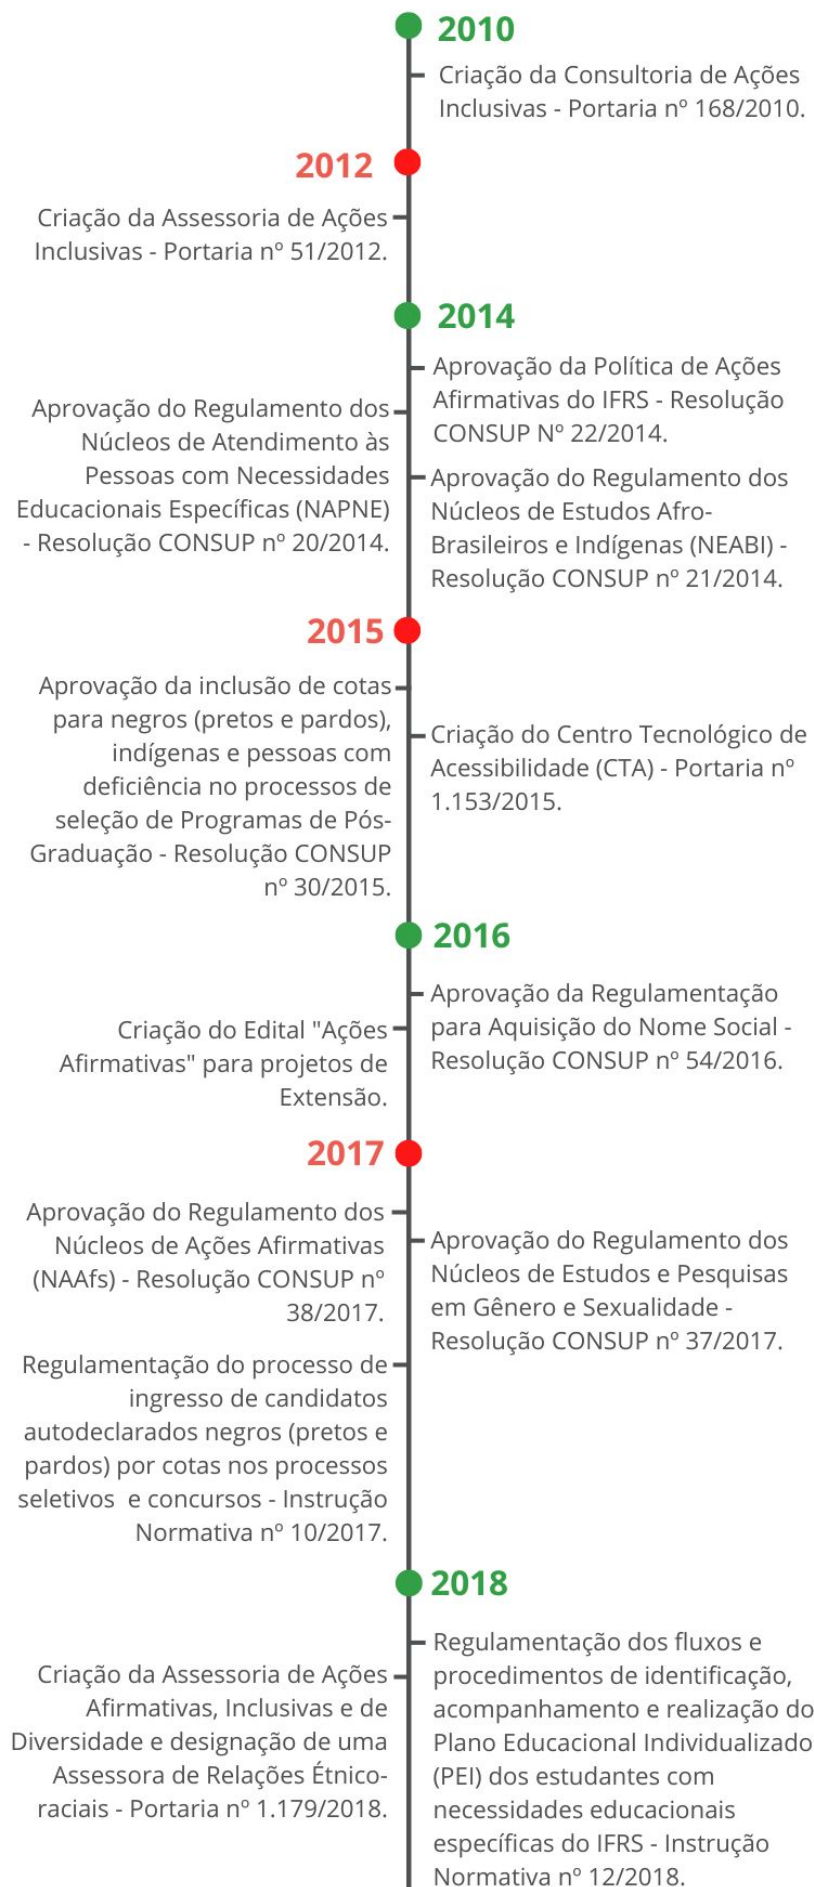 2010
Criação da Consultoria de Ações
Inclusivas - Portaria nº 168/2010.
2012
Criação da Assessoria de Ações
Inclusivas - Portaria nº 51/2012.
2014
Aprovação da Política de Ações
Afirmativas do IFRS - Resolução
CONSUP Nº 22/2014.
Aprovação do Regulamento dos
Núcleos de Atendimento às
Pessoas com Necessidades
Educacionais Específicas (NAPNE)
- Resolução CONSUP nº 20/2014.
Aprovação do Regulamento dos
Núcleos de Estudos Afro-
Brasileiros e Indígenas (NEABI) -
Resolução CONSUP nº 21/2014.
2015
Aprovação da inclusão de cotas
para negros (pretos e pardos),
indígenas e pessoas com
deficiência no processos de
seleção de Programas de Pós-
Graduação - Resolução CONSUP
nº 30/2015.
Criação do Centro Tecnológico de
Acessibilidade (CTA) - Portaria nº
1.153/2015.
2016
Aprovação da Regulamentação
para Aquisição do Nome Social -
Resolução CONSUP nº 54/2016.
Criação do Edital "Ações
Afirmativas" para projetos de
Extensão.
2017
Aprovação do Regulamento dos
Núcleos de Ações Afirmativas
(NAAfs) - Resolução CONSUP nº
38/2017.
Aprovação do Regulamento dos
Núcleos de Estudos e Pesquisas
em Gênero e Sexualidade -
Resolução CONSUP nº 37/2017.
Regulamentação do processo de
ingresso de candidatos
autodeclarados negros (pretos e
pardos) por cotas nos processos
seletivos  e concursos - Instrução
Normativa nº 10/2017.
2018
Regulamentação dos fluxos e
procedimentos de identificação,
acompanhamento e realização do
Plano Educacional Individualizado
(PEI) dos estudantes com
necessidades educacionais
específicas do IFRS - Instrução
Normativa nº 12/2018.
Criação da Assessoria de Ações
Afirmativas, Inclusivas e de
Diversidade e designação de uma
Assessora de Relações Étnico-
raciais - Portaria nº 1.179/2018.